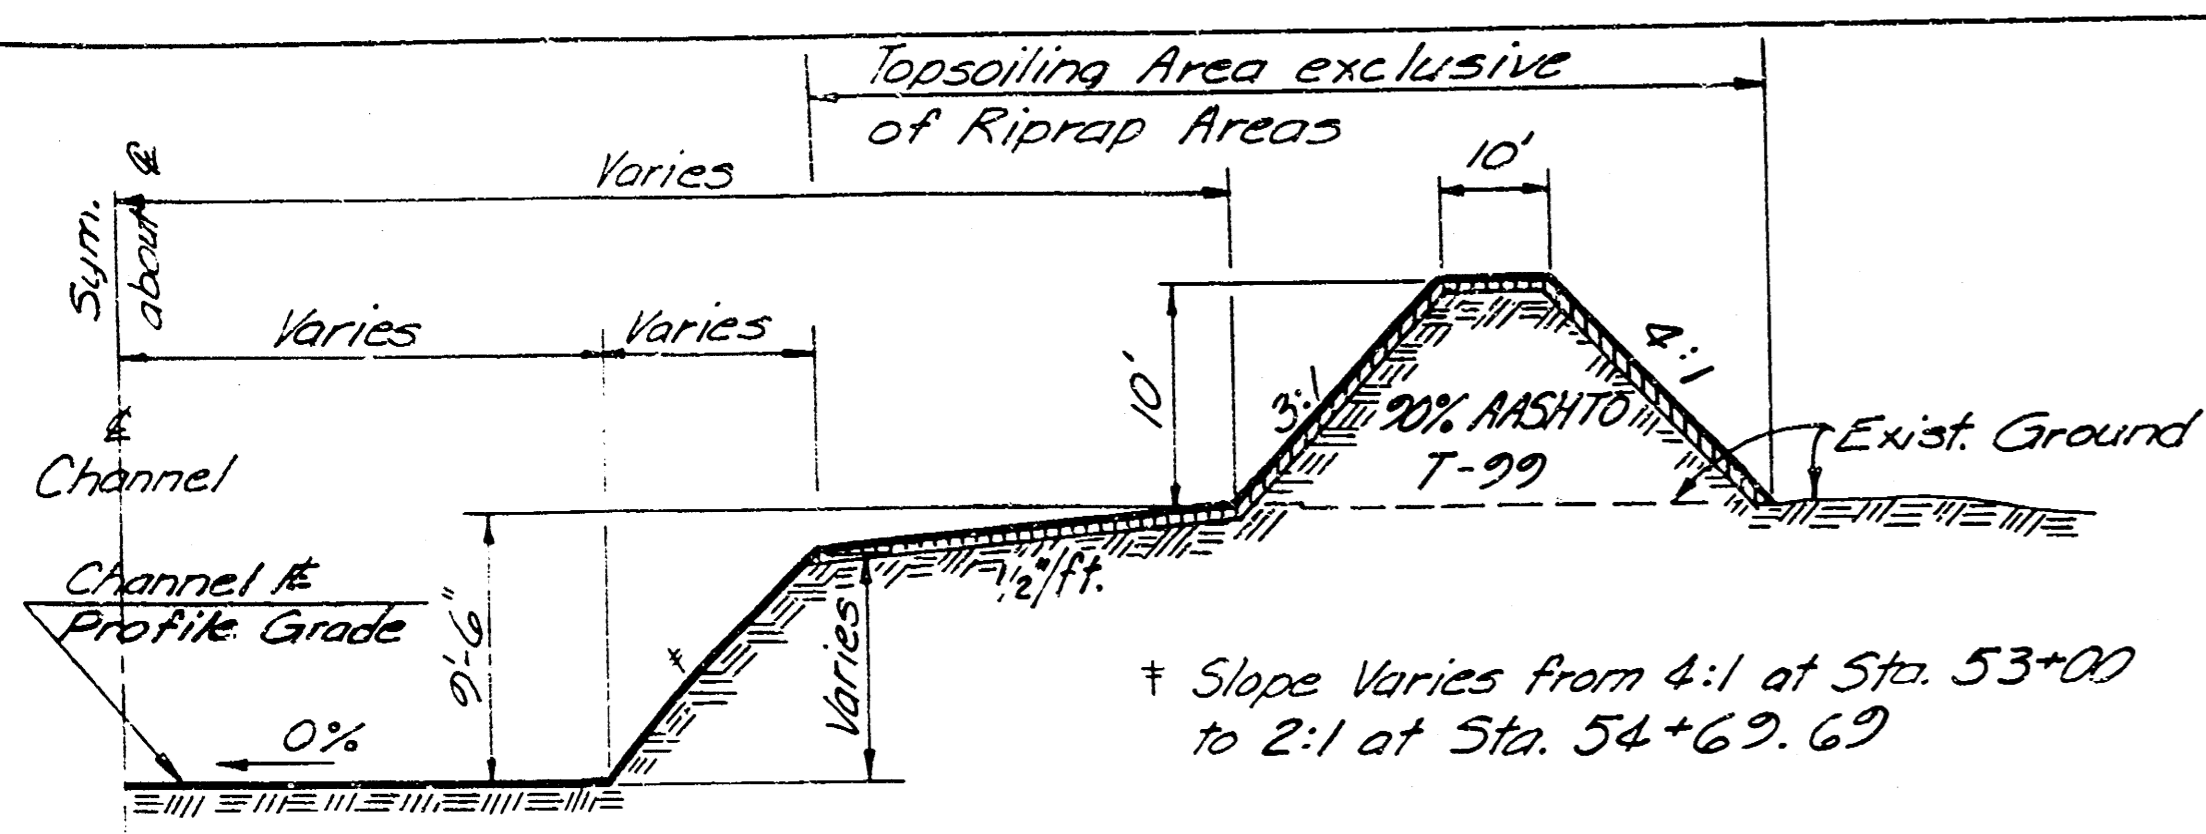 Topsoiling Area exclusive
of Riprap Areas
Sym.
about ℄
Varies
10'
Varies
Varies
10'
3:1
4:1
90% AASHTO
T-99
Exist. Ground
℄
Channel
Channel ℄
Profile Grade
0%
9'-6"
Varies
1/2"/ft.
‡ Slope Varies from 4:1 at Sta. 53+00
to 2:1 at Sta. 54+69.69
‡